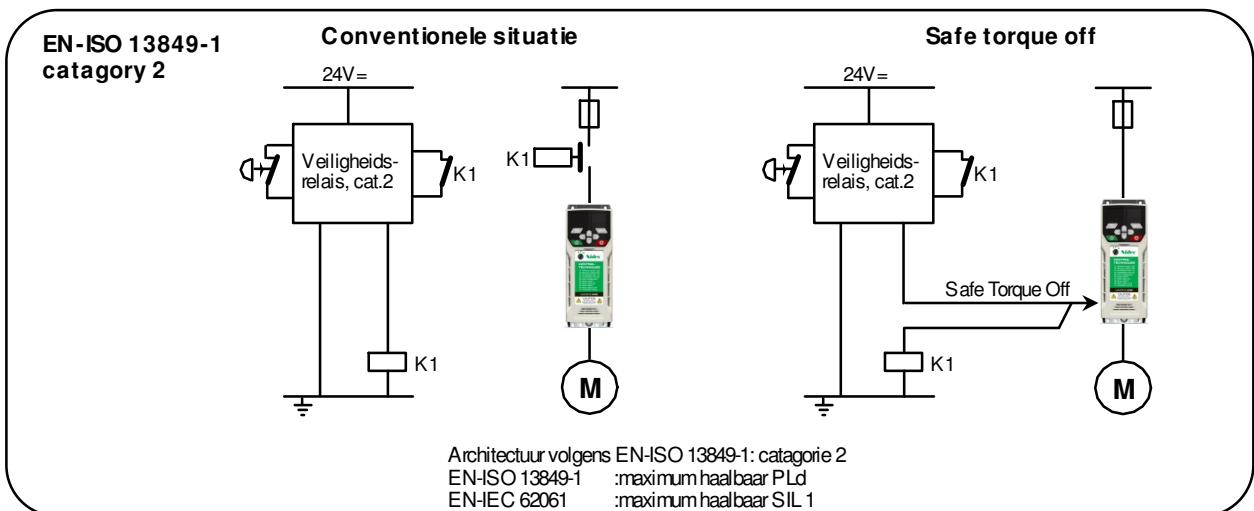 EN-ISO 13849-1
catagory 2
Conventionele situatie
24V=
Veiligheids-
relais, cat.2
K1
K1
K1
M
Safe torque off
24V=
Veiligheids-
relais, cat.2
K1
Safe Torque Off
K1
M
Nidec
Nidec
Architectuur volgens EN-ISO 13849-1: catagorie 2
EN-ISO 13849-1 :maximum haalbaar PLd
EN-IEC 62061 :maximum haalbaar SIL 1